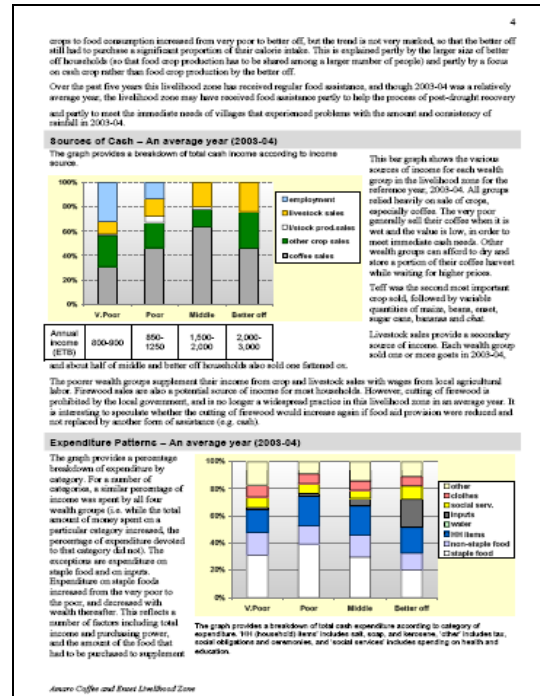 4
crops to food consumption increased from very poor to better off, but the trend is not very marked, so that the better off
still had to purchase a significant proportion of their calorie intake. This is explained partly by the larger size of better
off households (so that food crop production has to be shared among a larger number of people) and partly by a focus
on cash crop rather than food crop production by the better off.
Over the past five years this livelihood zone has received regular food assistance, and though 2003-04 was a relatively
average year, the livelihood zone may have received food assistance partly to help the process of post-drought recovery
and partly to meet the immediate needs of villages that experienced problems with the amount and consistency of
rainfall in 2003-04.
Sources of Cash – An average year (2003-04)
The graph provides a breakdown of total cash income according to income
source.
100%
80%
60%
40%
20%
0%
V.Poor Poor Middle Better off
employment
livestock sales
l/stock prod.sales
other crop sales
coffee sales
Annual
income
(ETB)
800-900
850-
1250
1,500-
2,000
2,000-
3,000
This bar graph shows the various
sources of income for each wealth
group in the livelihood zone for the
reference year, 2003-04. All groups
relied heavily on sale of crops,
especially coffee. The very poor
generally sell their coffee when it is
wet and the value is low, in order to
meet immediate cash needs. Other
wealth groups can afford to dry and
store a portion of their coffee harvest
while waiting for higher prices.
Teff was the second most important
crop sold, followed by variable
quantities of maize, beans, enset,
sugar cane, bananas and chat.
Livestock sales provide a secondary
source of income. Each wealth group
sold one or more goats in 2003-04,
and about half of middle and better off households also sold one fattened ox.
The poorer wealth groups supplement their income from crop and livestock sales with wages from local agricultural
labor. Firewood sales are also a potential source of income for most households. However, cutting of firewood is
prohibited by the local government, and is no longer a widespread practice in this livelihood zone in an average year. It
is interesting to speculate whether the cutting of firewood would increase again if food aid provision were reduced and
not replaced by another form of assistance (e.g. cash).
Expenditure Patterns – An average year (2003-04)
The graph provides a percentage
breakdown of expenditure by
category. For a number of
categories, a similar percentage of
income was spent by all four
wealth groups (i.e. while the total
amount of money spent on a
particular category increased, the
percentage of expenditure devoted
to that category did not). The
exceptions are expenditure on
staple food and on inputs.
Expenditure on staple foods
increased from the very poor to
the poor, and decreased with
wealth thereafter. This reflects a
number of factors including total
income and purchasing power,
and the amount of the food that
had to be purchased to supplement
100%
80%
60%
40%
20%
0%
V.Poor Poor Middle Better off
other
clothes
social serv.
inputs
water
HH items
non-staple food
staple food
The graph provides a breakdown of total cash expenditure according to category of
expenditure. 'HH (household) items' includes salt, soap, and kerosene, 'other' includes tax,
social obligations and ceremonies, and 'social services' includes spending on health and
education.
Amaro Coffee and Enset Livelihood Zone